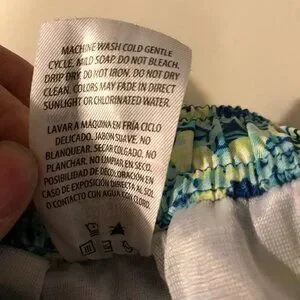 MACHINE WASH COLD GENTLE
CYCLE. MILD SOAP. DO NOT BLEACH.
DRIP DRY. DO NOT IRON. DO NOT DRY
CLEAN. COLORS MAY FADE IN DIRECT
SUNLIGHT OR CHLORINATED WATER.
LAVAR A MÁQUINA EN FRÍA CICLO
DELICADO. JABON SUAVE. NO
BLANQUEAR. SECAR COLGADO. NO
PLANCHAR. NO LIMPIAR EN SECO.
POSIBILIDAD DE DECOLORACIÓN EN
CASO DE EXPOSICIÓN DIRECTA AL SOL
O CONTACTO CON AGUA CON CLORO.